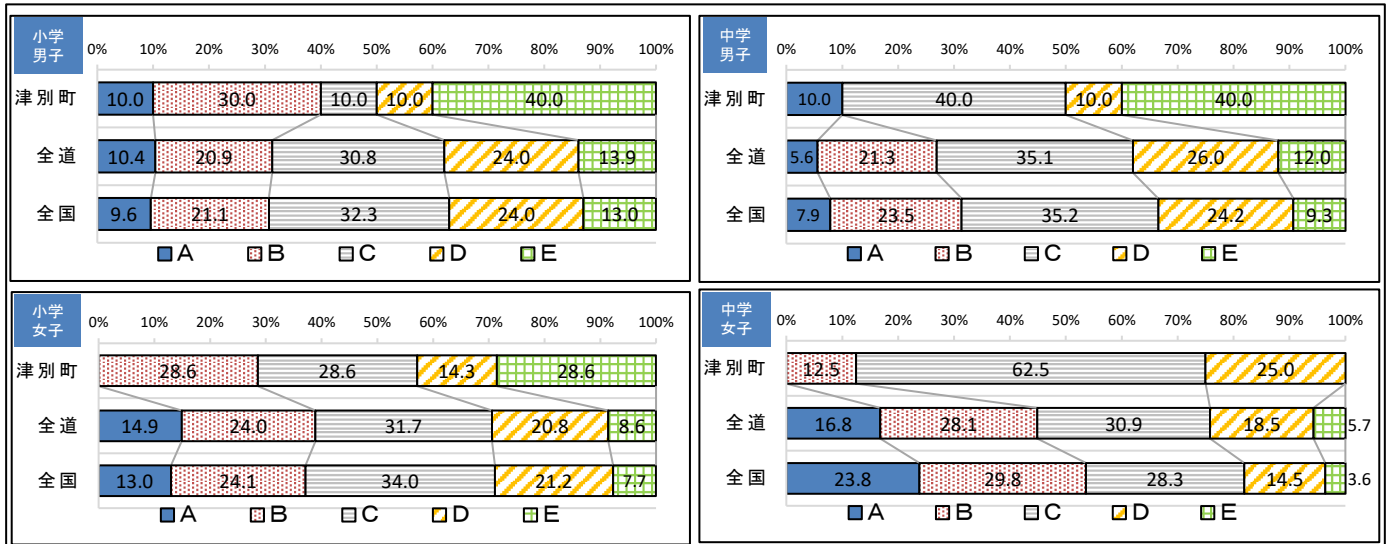 小学
男子
0% 10% 20% 30% 40% 50% 60% 70% 80% 90% 100%
津別町 10.0 30.0 10.0 10.0 40.0
全道 10.4 20.9 30.8 24.0 13.9
全国 9.6 21.1 32.3 24.0 13.0
A B C D E
中学
男子
0% 10% 20% 30% 40% 50% 60% 70% 80% 90% 100%
津別町 10.0 40.0 10.0 40.0
全道 5.6 21.3 35.1 26.0 12.0
全国 7.9 23.5 35.2 24.2 9.3
A B C D E
小学
女子
0% 10% 20% 30% 40% 50% 60% 70% 80% 90% 100%
津別町 28.6 28.6 14.3 28.6
全道 14.9 24.0 31.7 20.8 8.6
全国 13.0 24.1 34.0 21.2 7.7
A B C D E
中学
女子
0% 10% 20% 30% 40% 50% 60% 70% 80% 90% 100%
津別町 12.5 62.5 25.0
全道 16.8 28.1 30.9 18.5 5.7
全国 23.8 29.8 28.3 14.5 3.6
A B C D E